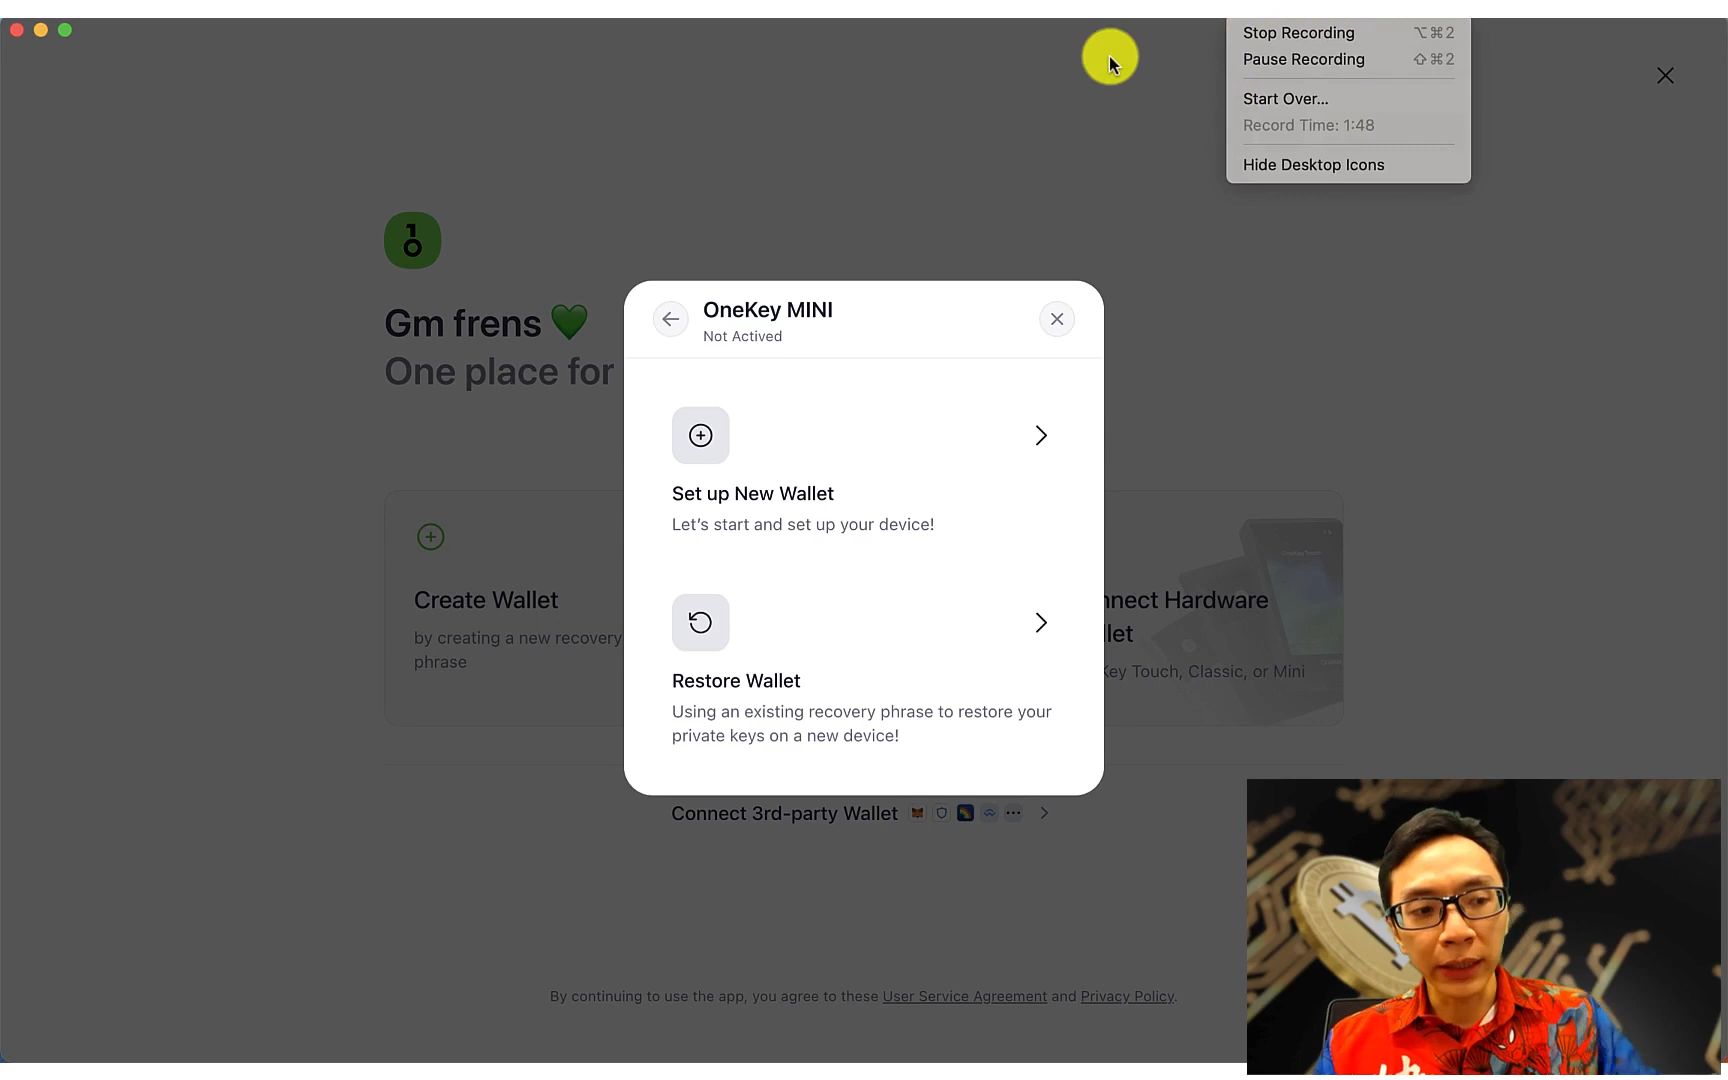 Stop Recording ⌥⌘2
Pause Recording ⇧⌘2
Start Over...
Record Time: 1:48
Hide Desktop Icons
Gm frens 💚
One place for
OneKey MINI
Not Actived
Set up New Wallet
Let's start and set up your device!
Restore Wallet
Using an existing recovery phrase to restore your
private keys on a new device!
Create Wallet
by creating a new recovery
phrase
nnect Hardware
llet
Key Touch, Classic, or Mini
Connect 3rd-party Wallet
By continuing to use the app, you agree to these User Service Agreement and Privacy Policy.